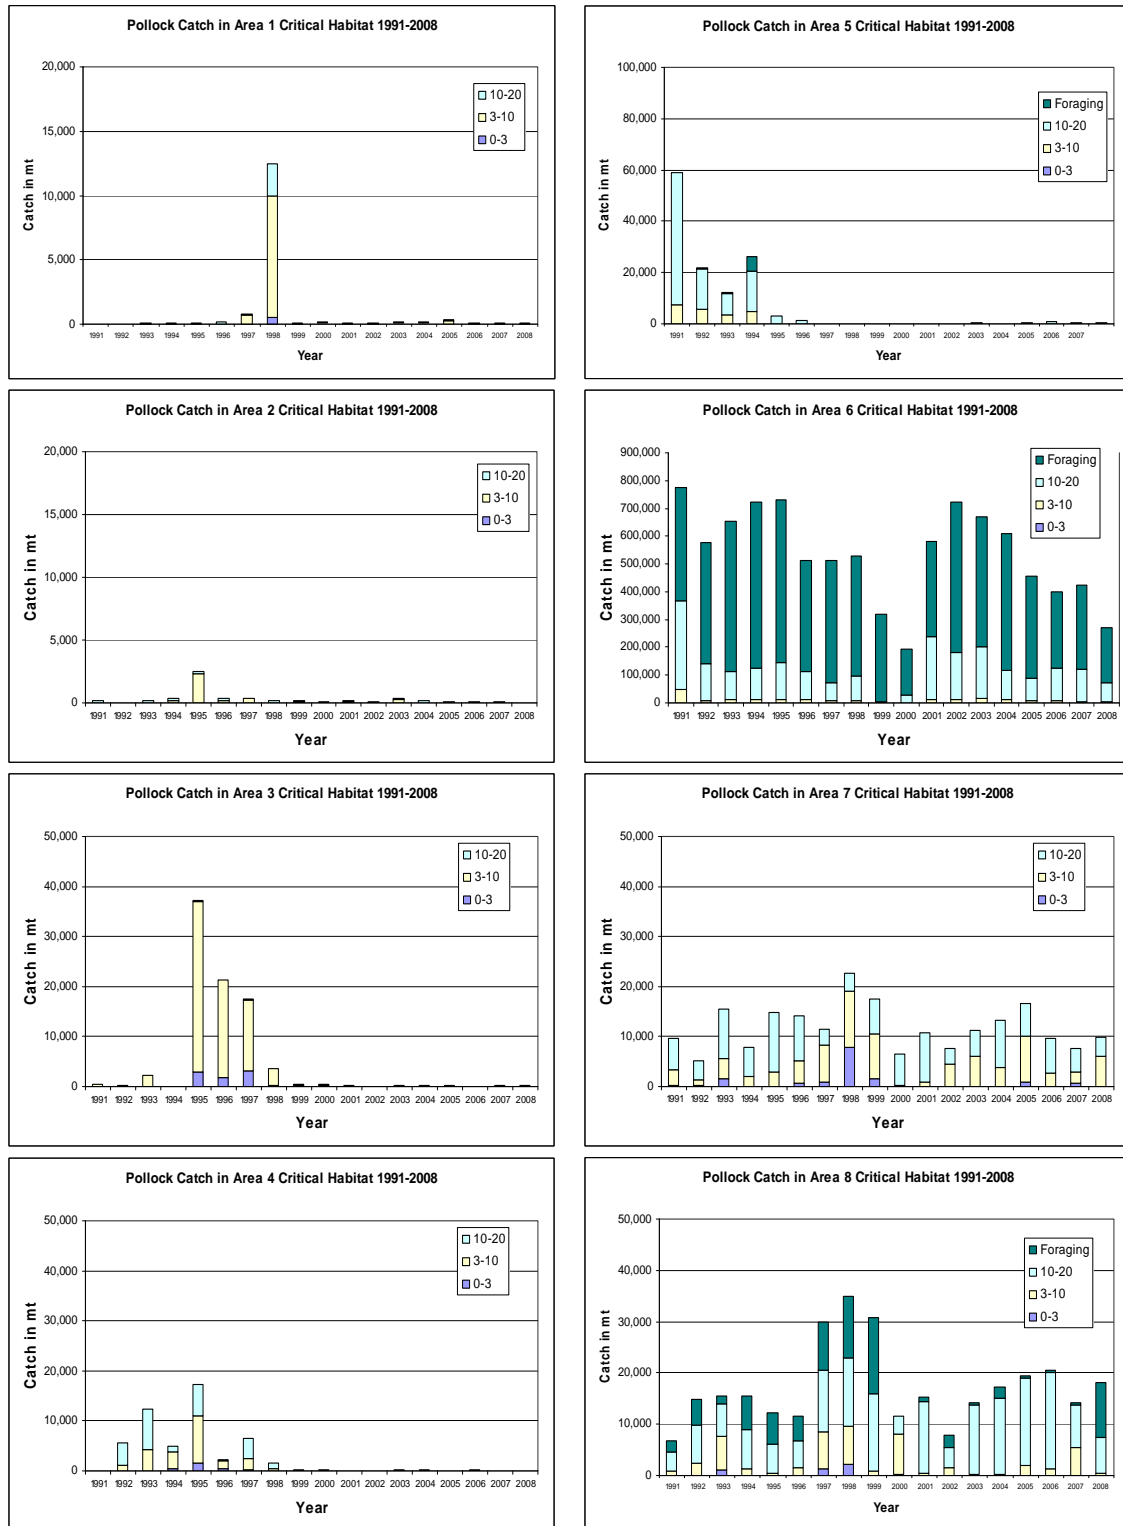 Pollock Catch in Area 1 Critical Habitat 1991-2008
20,000
15,000
10,000
5,000
0
Catch in mt
10-20
3-10
0-3
1991 1992 1993 1994 1995 1996 1997 1998 1999 2000 2001 2002 2003 2004 2005 2006 2007 2008
Year
Pollock Catch in Area 2 Critical Habitat 1991-2008
20,000
15,000
10,000
5,000
0
Catch in mt
10-20
3-10
0-3
1991 1992 1993 1994 1995 1996 1997 1998 1999 2000 2001 2002 2003 2004 2005 2006 2007 2008
Year
Pollock Catch in Area 3 Critical Habitat 1991-2008
50,000
40,000
30,000
20,000
10,000
0
Catch in mt
10-20
3-10
0-3
1991 1992 1993 1994 1995 1996 1997 1998 1999 2000 2001 2002 2003 2004 2005 2006 2007 2008
Year
Pollock Catch in Area 4 Critical Habitat 1991-2008
50,000
40,000
30,000
20,000
10,000
0
Catch in mt
10-20
3-10
0-3
1991 1992 1993 1994 1995 1996 1997 1998 1999 2000 2001 2002 2003 2004 2005 2006 2007 2008
Year
Pollock Catch in Area 5 Critical Habitat 1991-2008
100,000
80,000
60,000
40,000
20,000
0
Catch in mt
Foraging
10-20
3-10
0-3
1991 1992 1993 1994 1995 1996 1997 1998 1999 2000 2001 2002 2003 2004 2005 2006 2007
Year
Pollock Catch in Area 6 Critical Habitat 1991-2008
900,000
800,000
700,000
600,000
500,000
400,000
300,000
200,000
100,000
0
Catch in mt
Foraging
10-20
3-10
0-3
1991 1992 1993 1994 1995 1996 1997 1998 1999 2000 2001 2002 2003 2004 2005 2006 2007 2008
Year
Pollock Catch in Area 7 Critical Habitat 1991-2008
50,000
40,000
30,000
20,000
10,000
0
Catch in mt
10-20
3-10
0-3
1991 1992 1993 1994 1995 1996 1997 1998 1999 2000 2001 2002 2003 2004 2005 2006 2007 2008
Year
Pollock Catch in Area 8 Critical Habitat 1991-2008
50,000
40,000
30,000
20,000
10,000
0
Catch in mt
Foraging
10-20
3-10
0-3
1991 1992 1993 1994 1995 1996 1997 1998 1999 2000 2001 2002 2003 2004 2005 2006 2007 2008
Year